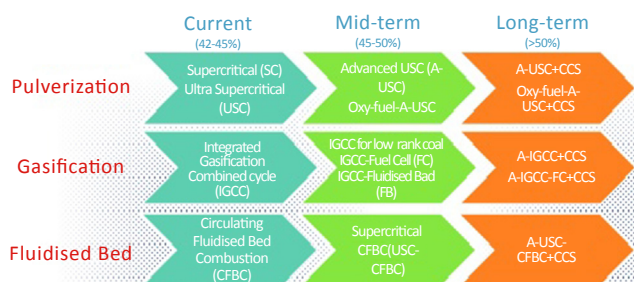 Current
(42-45%)
Mid-term
(45-50%)
Long-term
(>50%)
Pulverization
Supercritical (SC)
Ultra Supercritical
(USC)
Advanced USC (A-
USC)
Oxy-fuel-A-USC
A-USC+CCS
Oxy-fuel-A-
USC+CCS
Gasification
Integrated
Gasification
Combined cycle
(IGCC)
IGCC for low rank coal
IGCC-Fuel Cell (FC)
IGCC-Fluidised Bad
(FB)
A-IGCC+CCS
A-IGCC-FC+CCS
Fluidised Bed
Circulating
Fluidised Bed
Combustion
(CFBC)
Supercritical
CFBC(USC-
CFBC)
A-USC-
CFBC+CCS